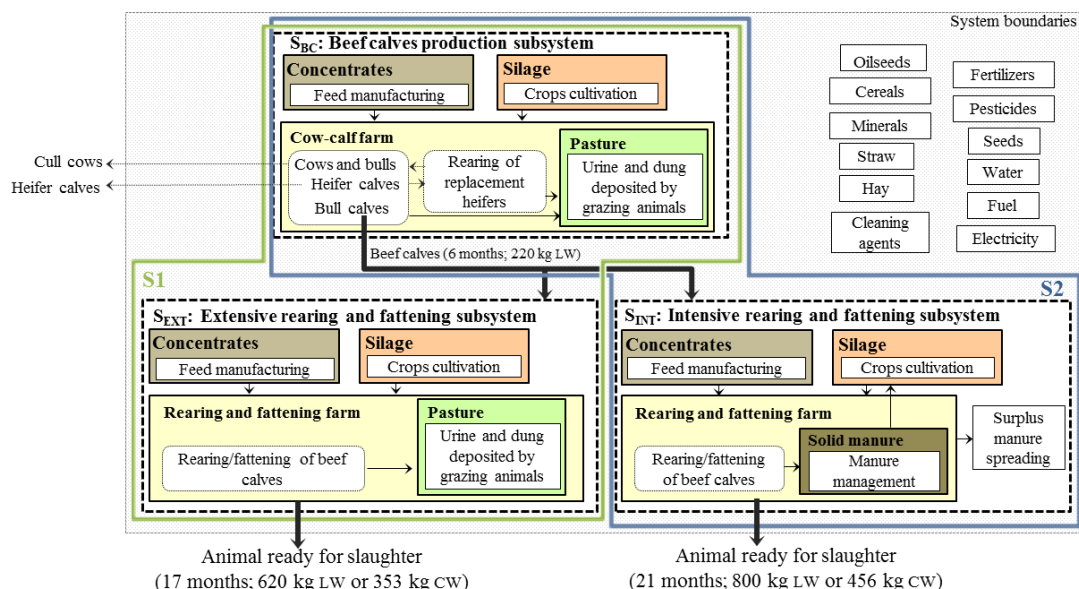 System boundaries
S_BC: Beef calves production subsystem
Concentrates
Feed manufacturing
Silage
Crops cultivation
Cow-calf farm
Cows and bulls
Heifer calves
Bull calves
Rearing of
replacement
heifers
Pasture
Urine and dung
deposited by
grazing animals
Cull cows
Heifer calves
Oilseeds
Cereals
Minerals
Straw
Hay
Cleaning
agents
Fertilizers
Pesticides
Seeds
Water
Fuel
Electricity
Beef calves (6 months; 220 kg LW)
S1
S2
S_EXT: Extensive rearing and fattening subsystem
Concentrates
Feed manufacturing
Silage
Crops cultivation
Rearing and fattening farm
Rearing/fattening of beef
calves
Pasture
Urine and dung
deposited by
grazing animals
S_INT: Intensive rearing and fattening subsystem
Concentrates
Feed manufacturing
Silage
Crops cultivation
Rearing and fattening farm
Rearing/fattening
of beef calves
Solid manure
Manure
management
Surplus
manure
spreading
Animal ready for slaughter
(17 months; 620 kg LW or 353 kg CW)
Animal ready for slaughter
(21 months; 800 kg LW or 456 kg CW)